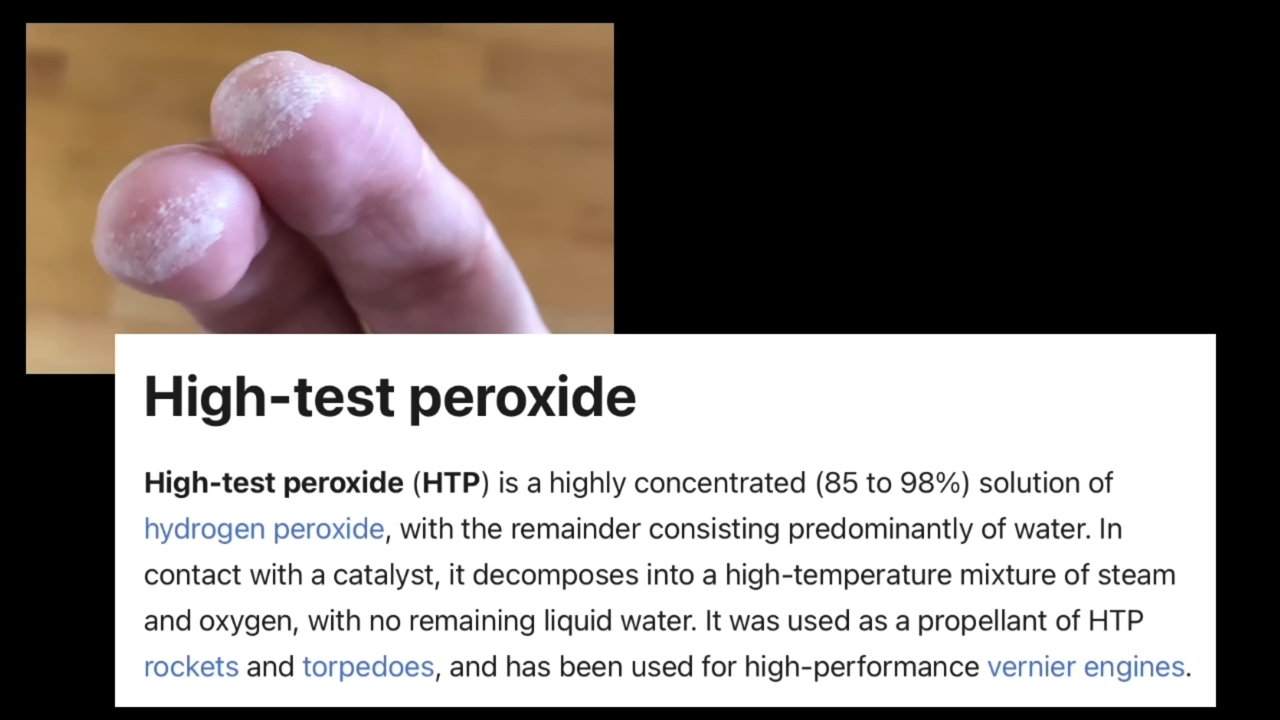 High-test peroxide
High-test peroxide (HTP) is a highly concentrated (85 to 98%) solution of
hydrogen peroxide, with the remainder consisting predominantly of water. In
contact with a catalyst, it decomposes into a high-temperature mixture of steam
and oxygen, with no remaining liquid water. It was used as a propellant of HTP
rockets and torpedoes, and has been used for high-performance vernier engines.